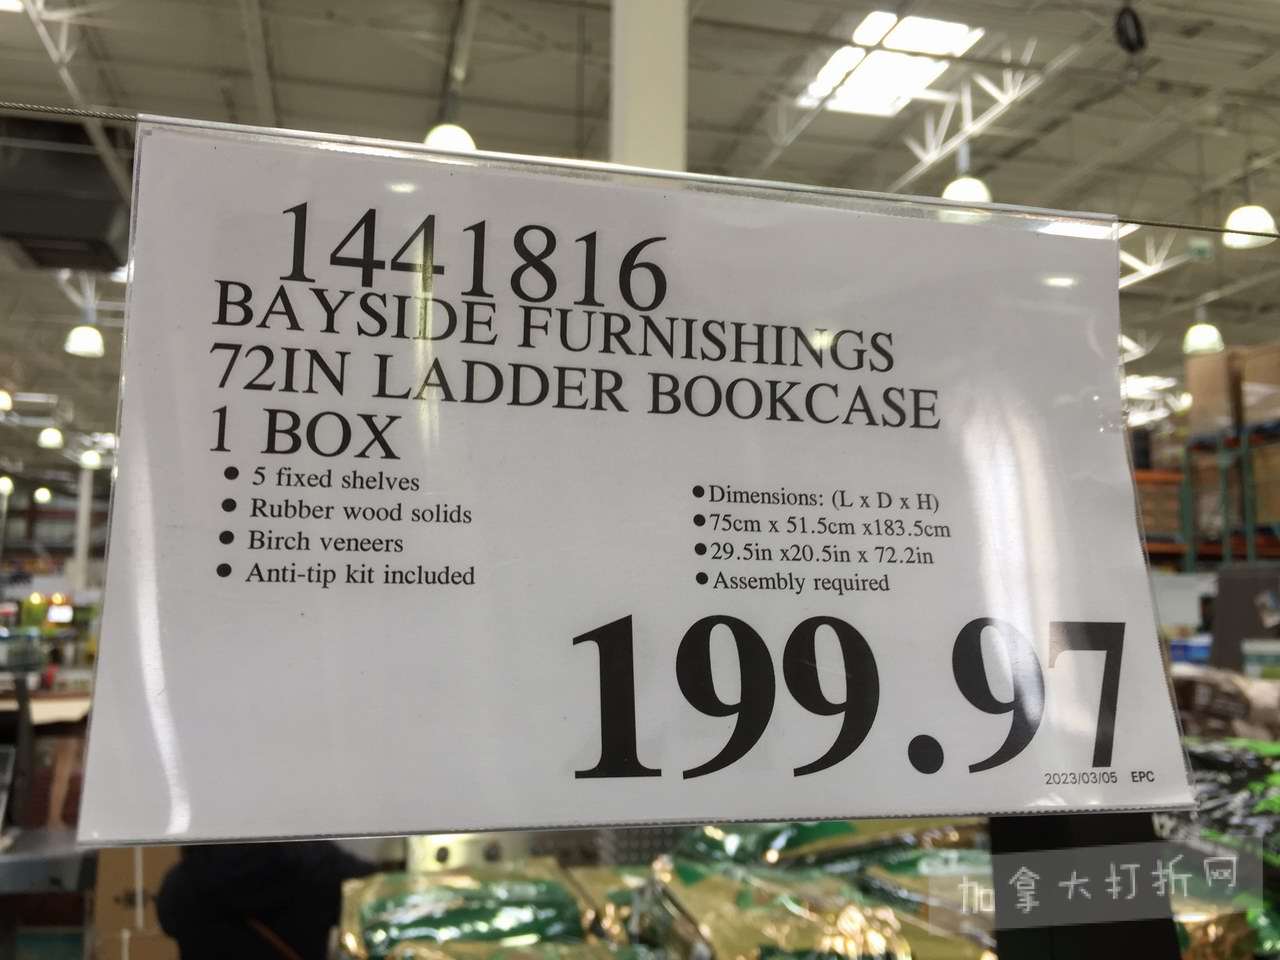 1441816
BAYSIDE FURNISHINGS
72IN LADDER BOOKCASE
1 BOX
● 5 fixed shelves
● Rubber wood solids
● Birch veneers
● Anti-tip kit included
●Dimensions: (L x D x H)
●75cm x 51.5cm x183.5cm
●29.5in x20.5in x 72.2in
●Assembly required
199.97
2023/03/05 EPC
加拿大打折网